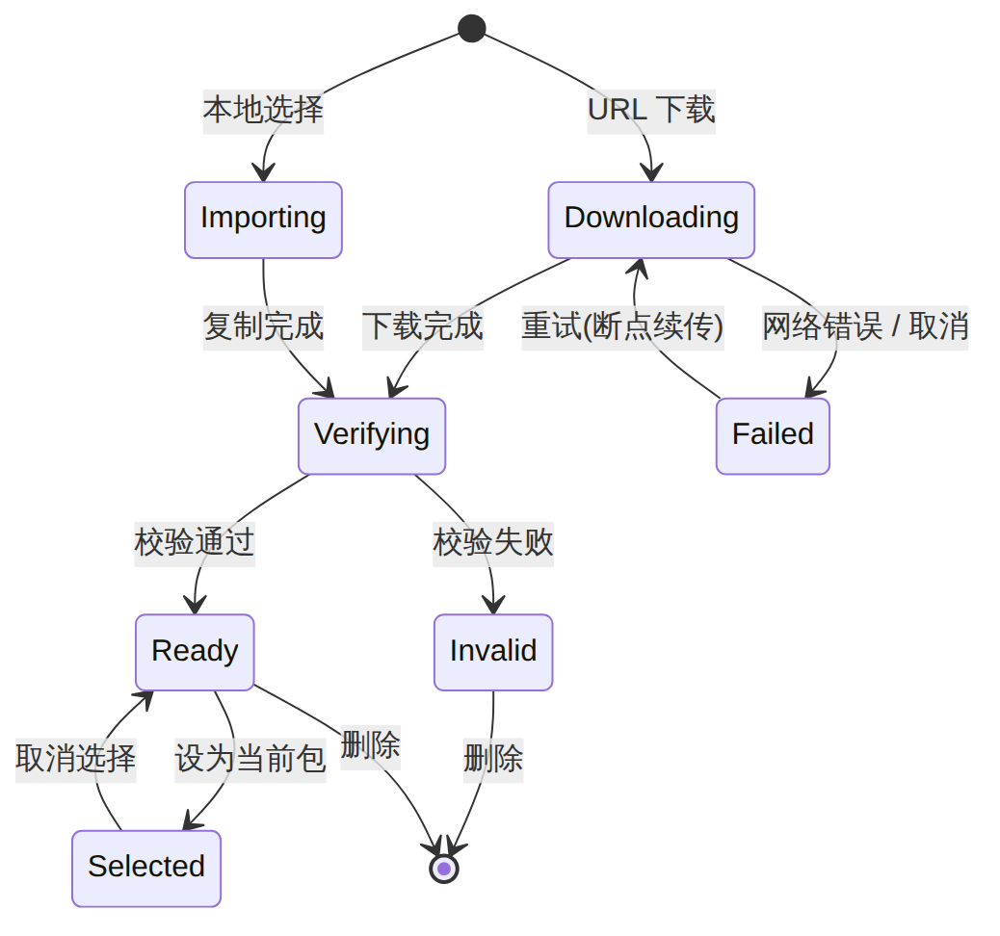 本地选择
URL 下载
Importing
Downloading
复制完成
下载完成
重试(断点续传)
网络错误 / 取消
Verifying
Failed
校验通过
校验失败
Ready
Invalid
取消选择
设为当前包
删除
删除
Selected